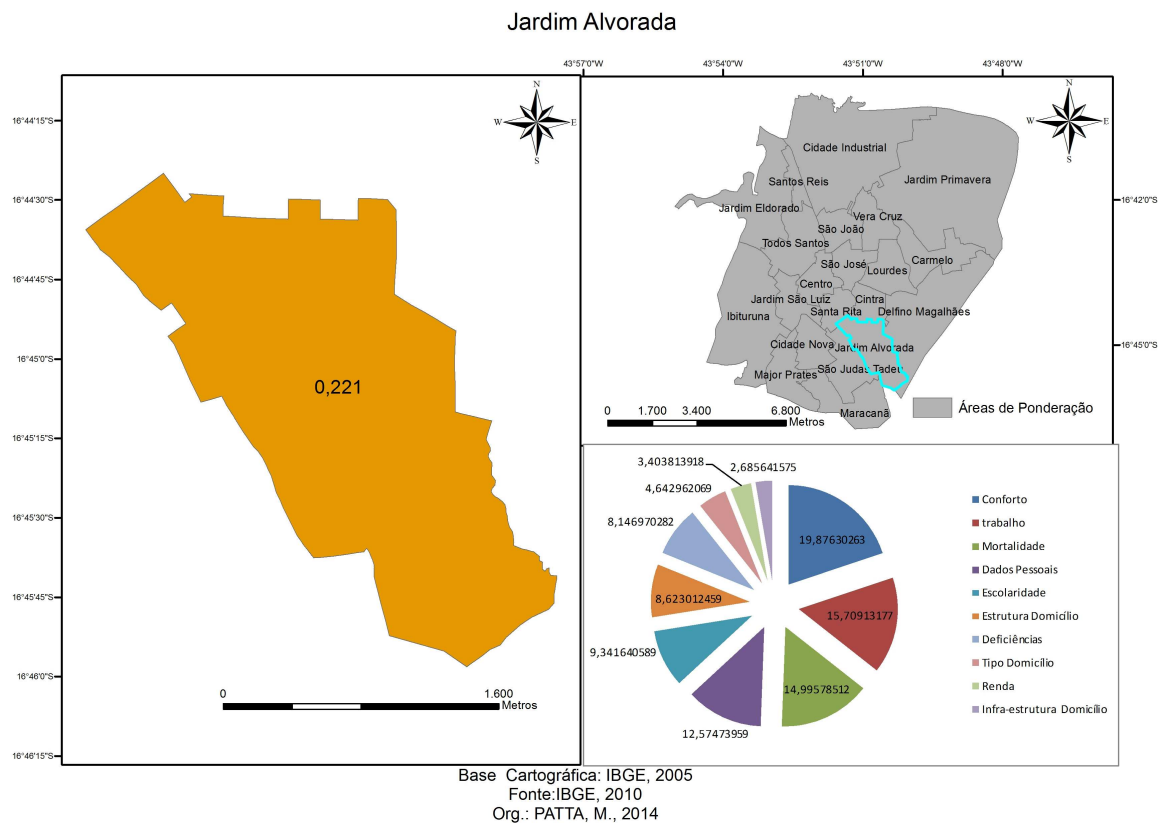 Jardim Alvorada
43°57'0"W
43°54'0"W
43°51'0"W
43°48'0"W
16°44'15"S
16°44'30"S
16°44'45"S
16°45'0"S
16°45'15"S
16°45'30"S
16°45'45"S
16°46'0"S
16°46'15"S
N
W
E
S
0,221
0
1.600
Metros
N
W
E
S
16°42'0"S
16°45'0"S
Cidade Industrial
Santos Reis
Jardim Primavera
Jardim Eldorado
Vera Cruz
São João
Todos Santos
Carmelo
São José
Lourdes
Centro
Jardim São Luiz
Cintra
Ibituruna
Santa Rita
Delfino Magalhães
Cidade Nova
Jardim Alvorada
Major Prates
São Judas Tadeu
Maracanã
0
1.700
3.400
6.800
Metros
Áreas de Ponderação
3,403813918
2,685641575
4,642962069
8,146970282
19,87630263
8,623012459
15,70913177
9,341640589
14,99578512
12,57473959
Conforto
trabalho
Mortalidade
Dados Pessoais
Escolaridade
Estrutura Domicílio
Deficiências
Tipo Domicílio
Renda
Infra-estrutura Domicílio
Base Cartográfica: IBGE, 2005
Fonte:IBGE, 2010
Org.: PATTA, M., 2014